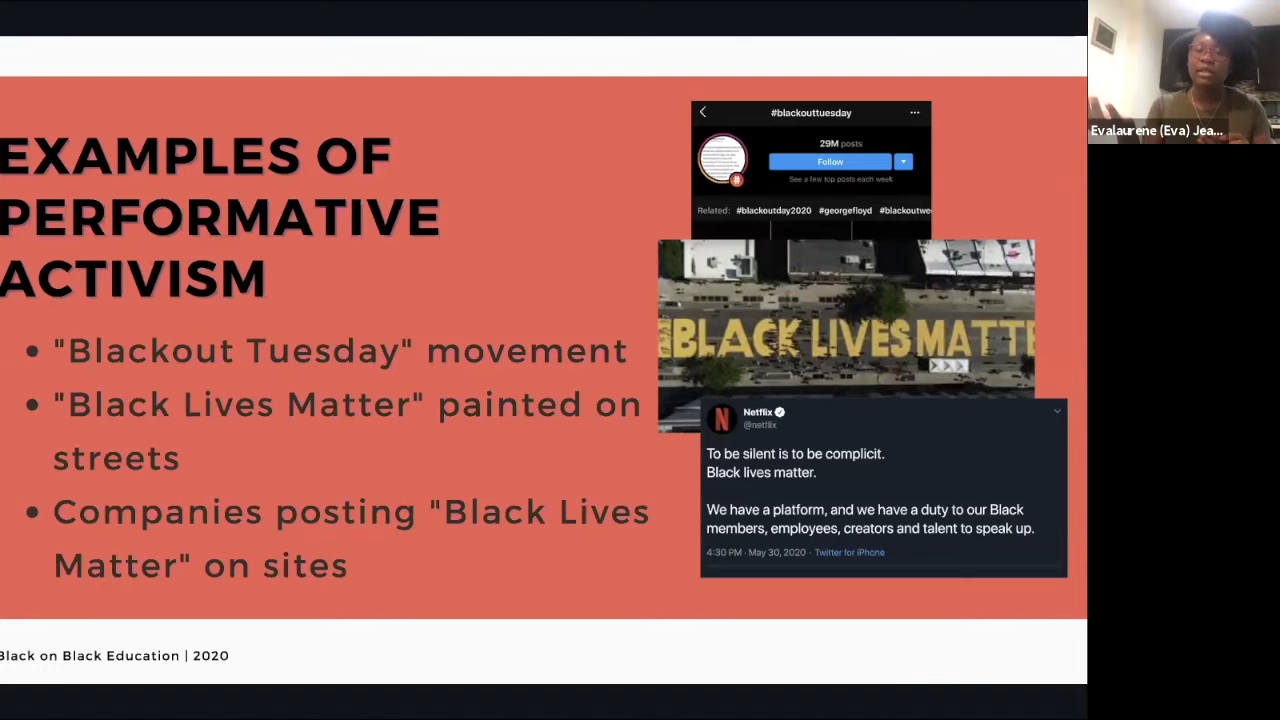 EXAMPLES OF
PERFORMATIVE
ACTIVISM
• "Blackout Tuesday" movement
• "Black Lives Matter" painted on
streets
• Companies posting "Black Lives
Matter" on sites
Black on Black Education | 2020
#blackouttuesday
29M posts
Follow
See a few top posts each week
Related: #blackoutday2020 #georgefloyd #blackoutwe
BLACK LIVES MATTE
Netflix
@netflix
To be silent is to be complicit.
Black lives matter.
We have a platform, and we have a duty to our Black
members, employees, creators and talent to speak up.
4:30 PM · May 30, 2020 · Twitter for iPhone
Evalaurene (Eva) Jea...